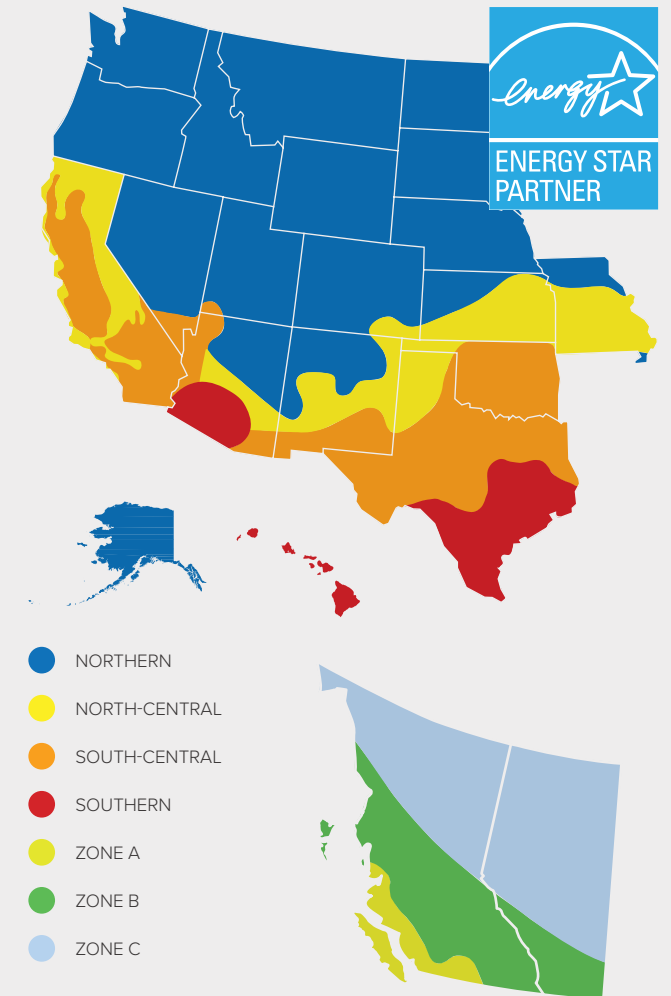 energy
ENERGY STAR
PARTNER
NORTHERN
NORTH-CENTRAL
SOUTH-CENTRAL
SOUTHERN
ZONE A
ZONE B
ZONE C